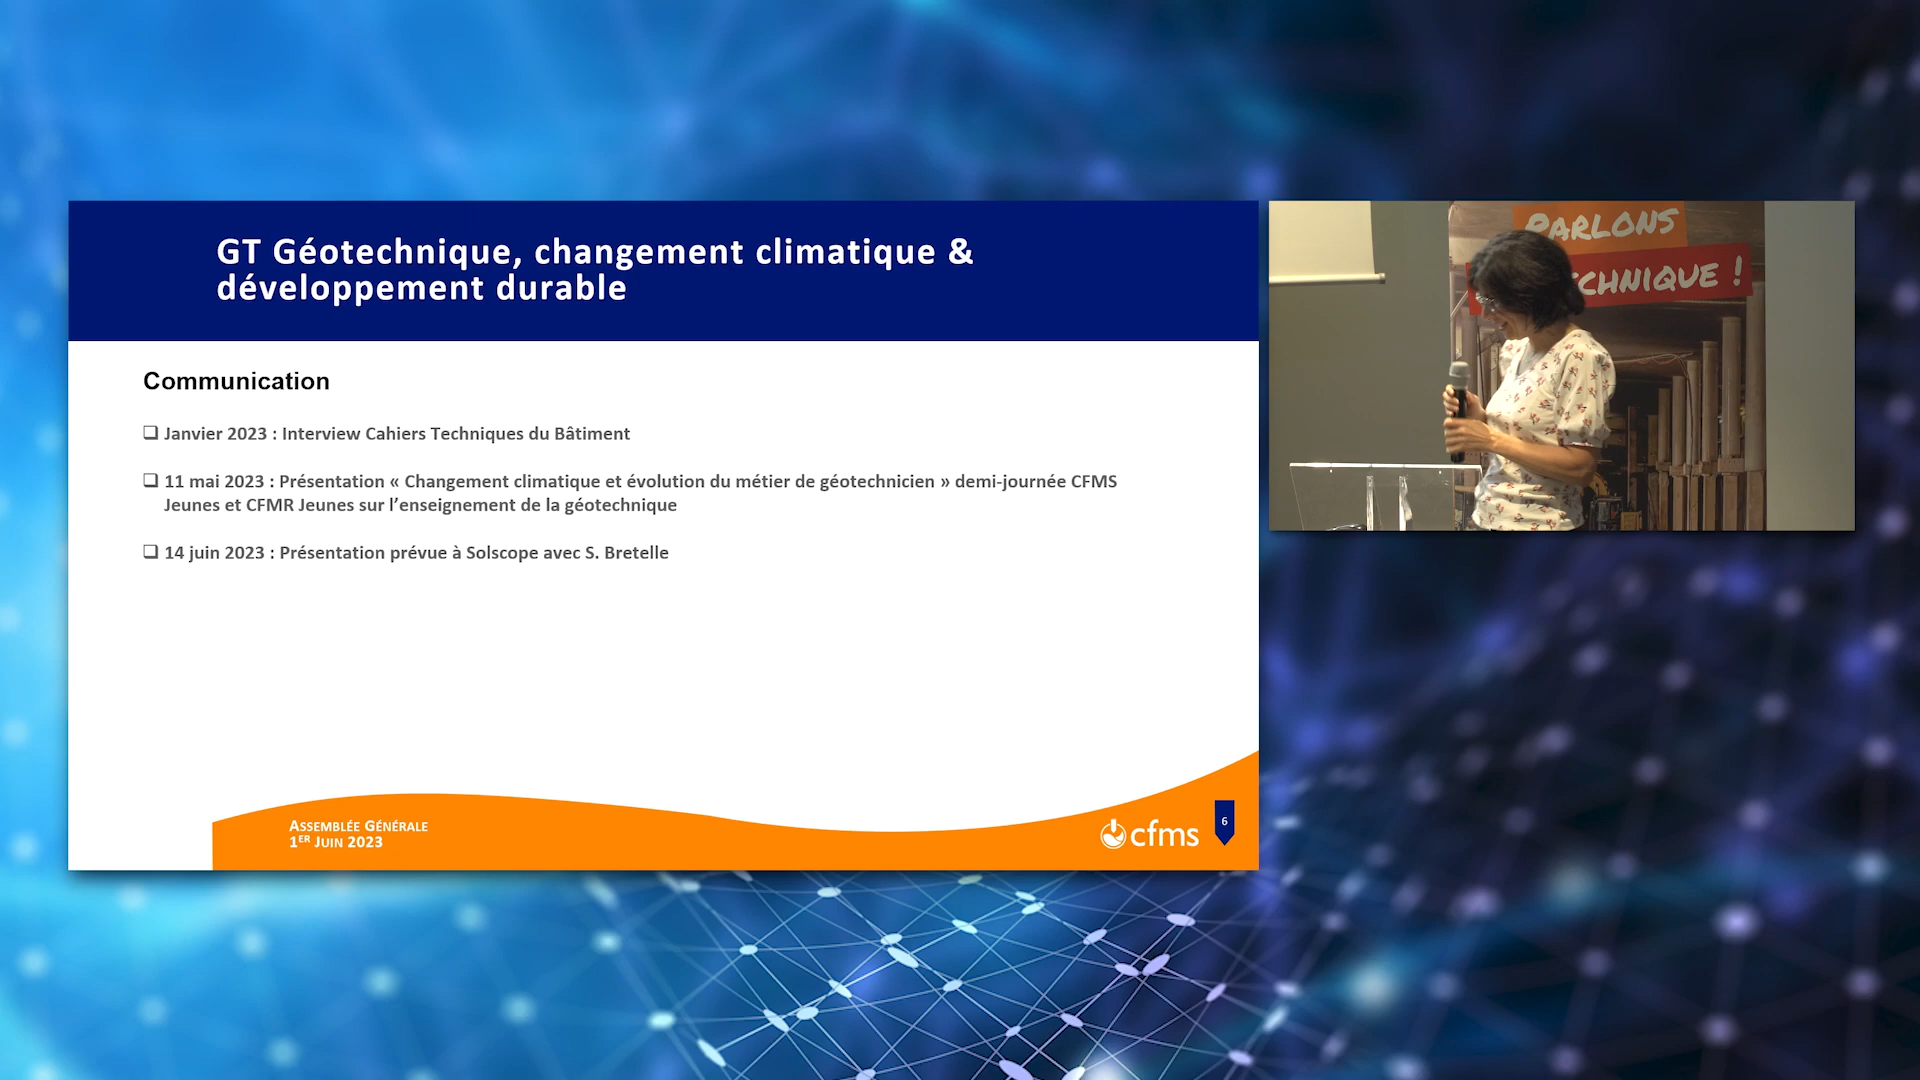 GT Géotechnique, changement climatique &
développement durable
Communication
Janvier 2023 : Interview Cahiers Techniques du Bâtiment
11 mai 2023 : Présentation « Changement climatique et évolution du métier de géotechnicien » demi-journée CFMS
Jeunes et CFMR Jeunes sur l’enseignement de la géotechnique
14 juin 2023 : Présentation prévue à Solscope avec S. Bretelle
ASSEMBLÉE GÉNÉRALE
1ER JUIN 2023
cfms
6
PARLONS
CHNIQUE !